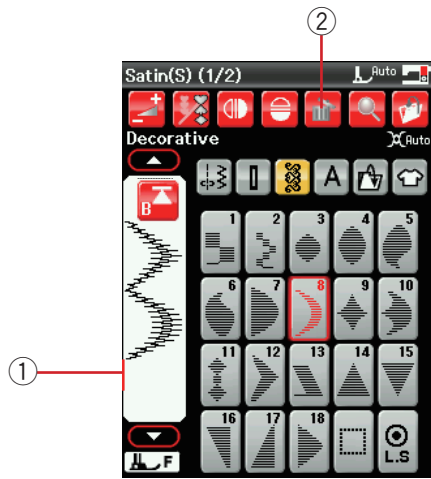 ②
Satin(S) (1/2)
Auto
Decorative
Auto
A
B
1 2 3 4 5
6 7 8 9 10
①
11 12 13 14 15
16 17 18
L.S
F